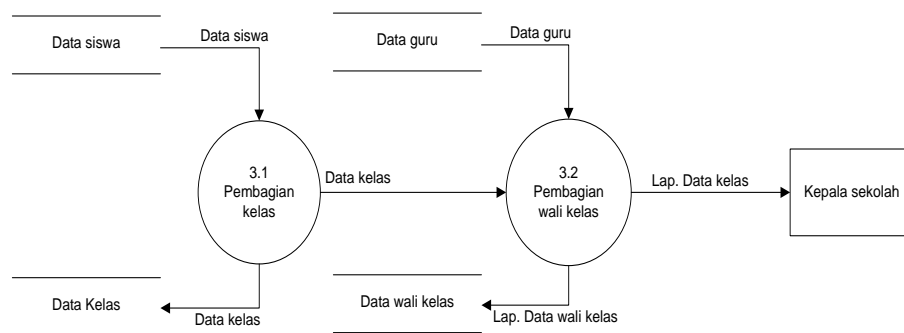 Data siswa
Data siswa
Data guru
Data guru
3.1
Pembagian
kelas
Data kelas
3.2
Pembagian
wali kelas
Lap. Data kelas
Kepala sekolah
Data Kelas
Data kelas
Data wali kelas
Lap. Data wali kelas